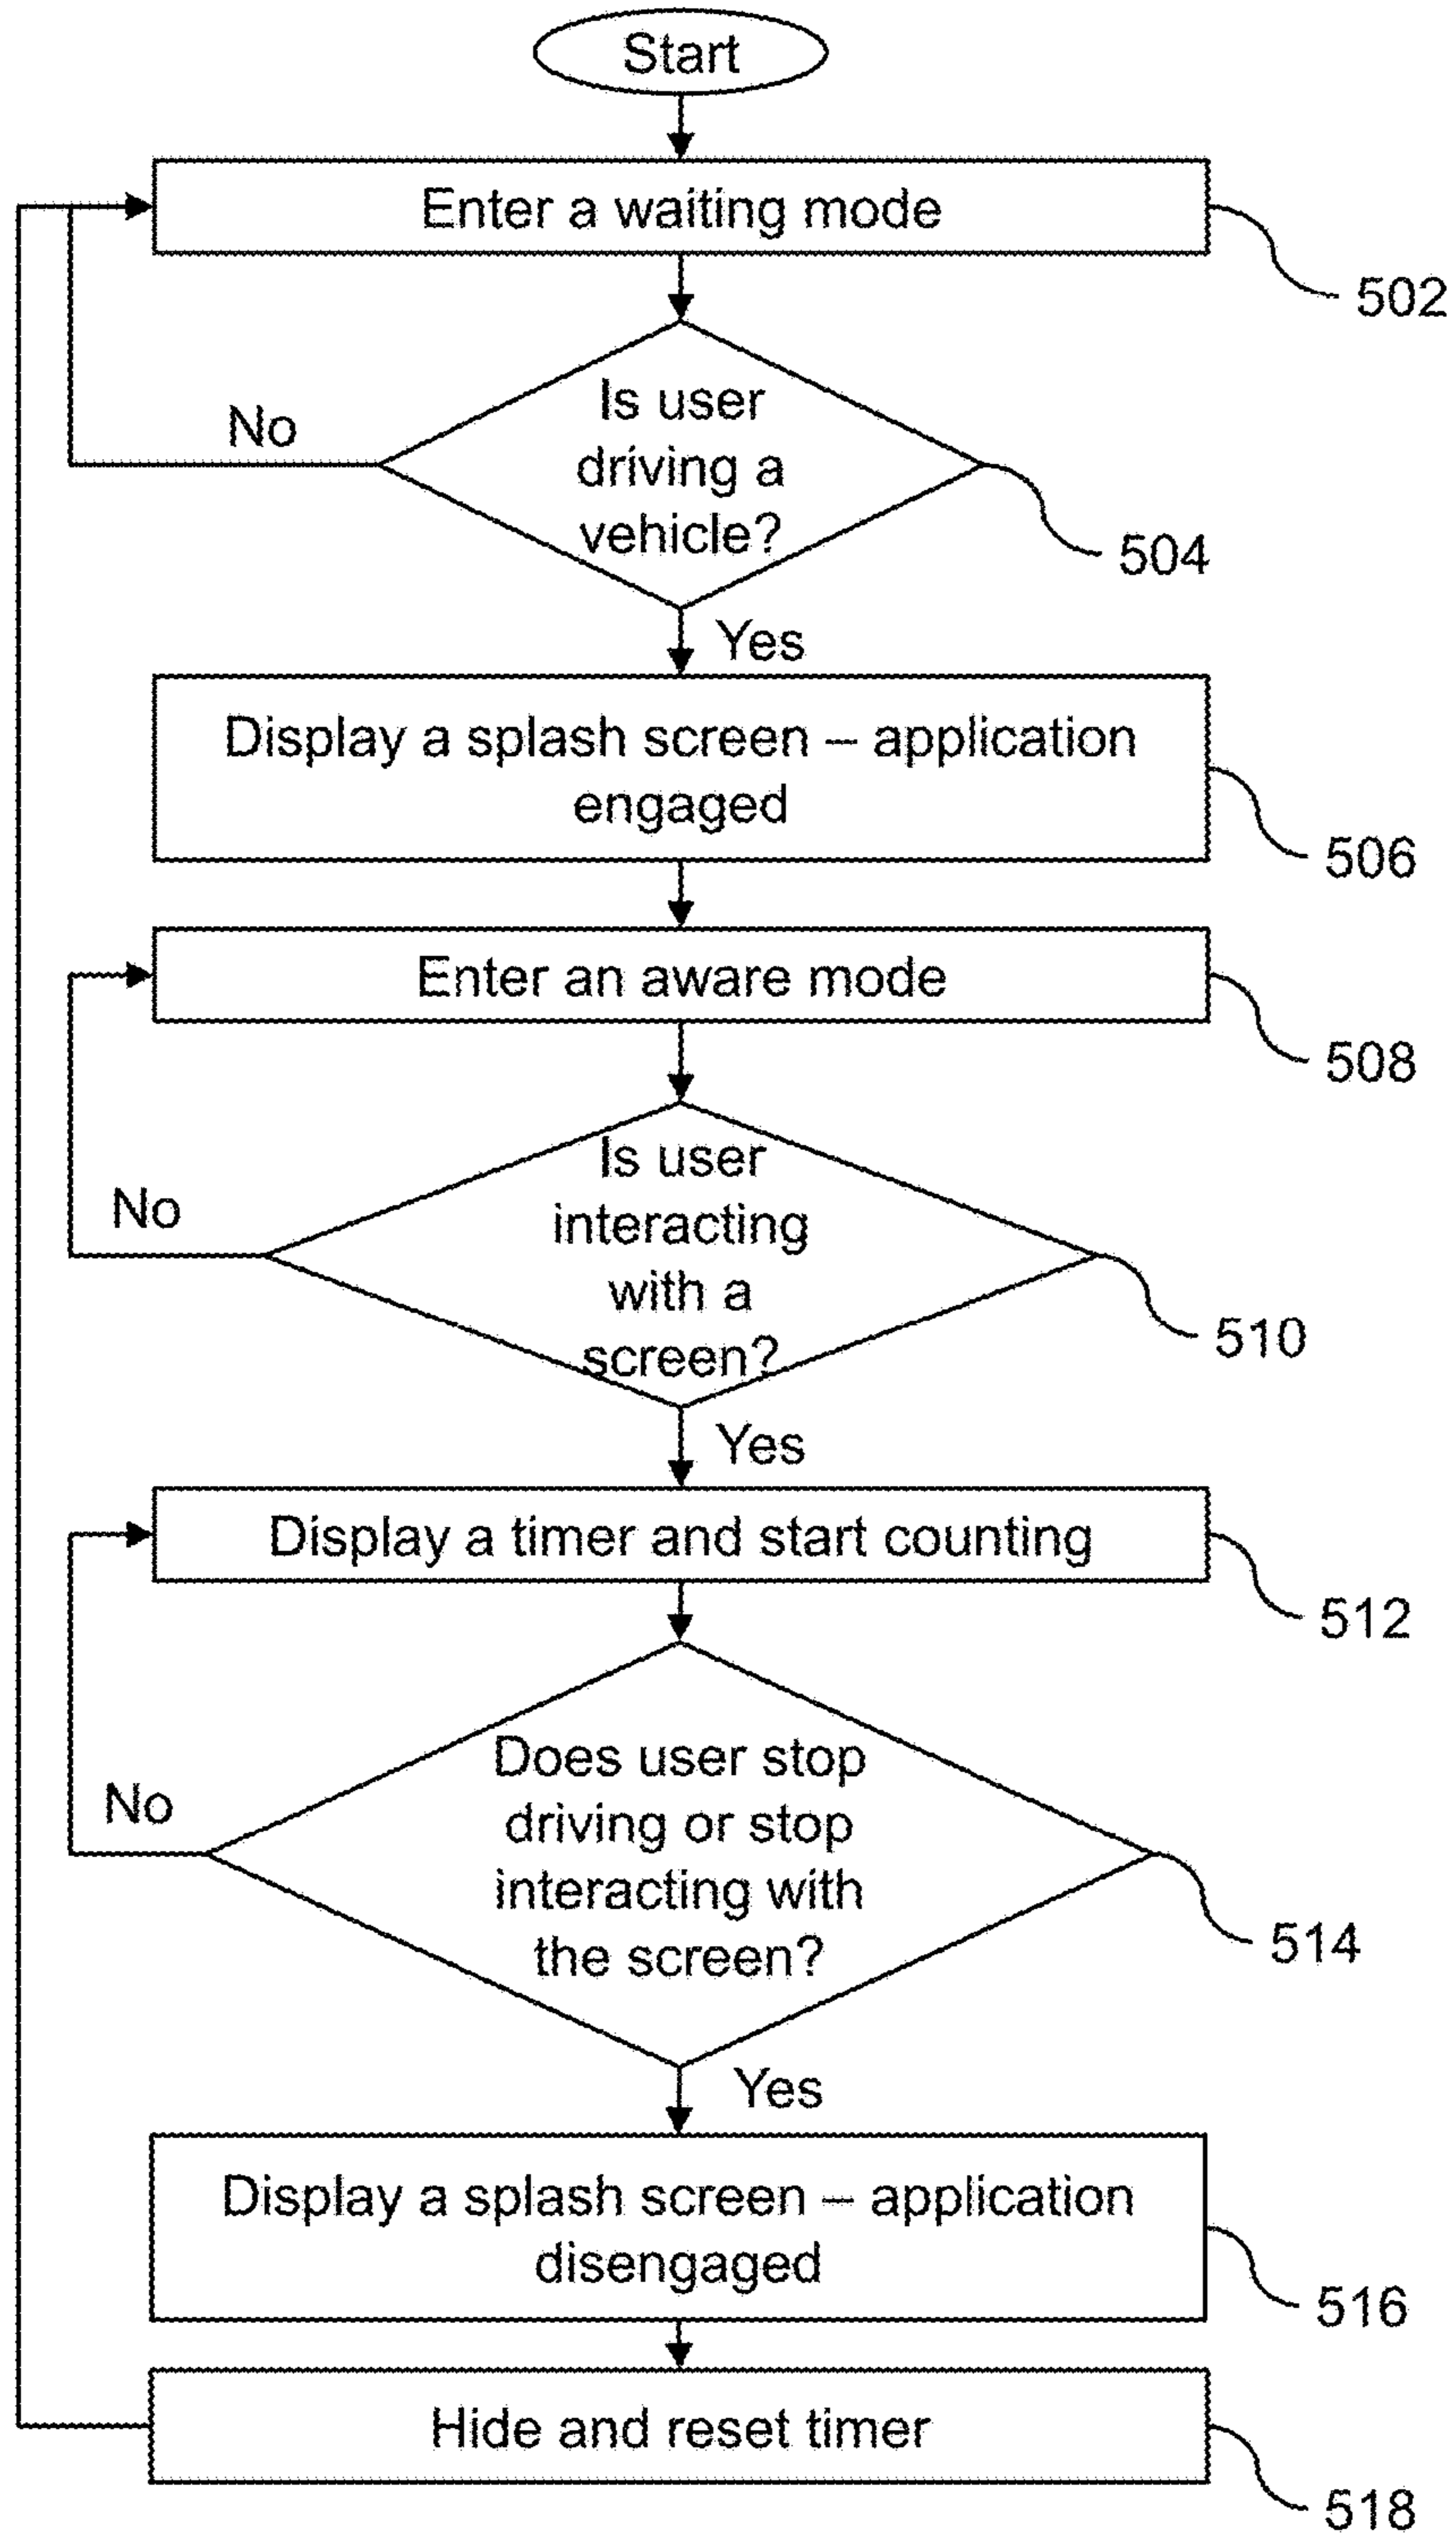 Start
Enter a waiting mode
502
Is user
driving a
vehicle?
No
504
Yes
Display a splash screen – application
engaged
506
Enter an aware mode
508
Is user
interacting
with a
screen?
No
510
Yes
Display a timer and start counting
512
Does user stop
driving or stop
interacting with
the screen?
No
514
Yes
Display a splash screen – application
disengaged
516
Hide and reset timer
518